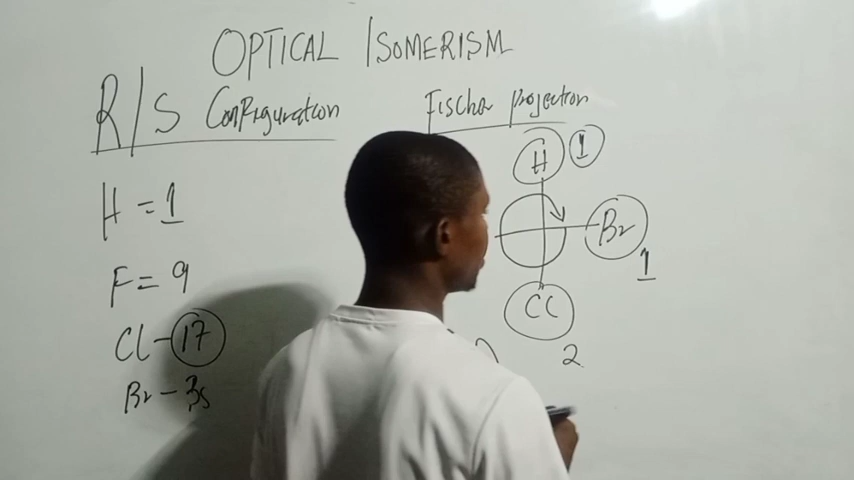 OPTICAL ISOMERISM
R/S Configuration
Fischer projection
H = 1
F = 9
Cl - 17
Br - 35
H 1
Br
1
Cl
2